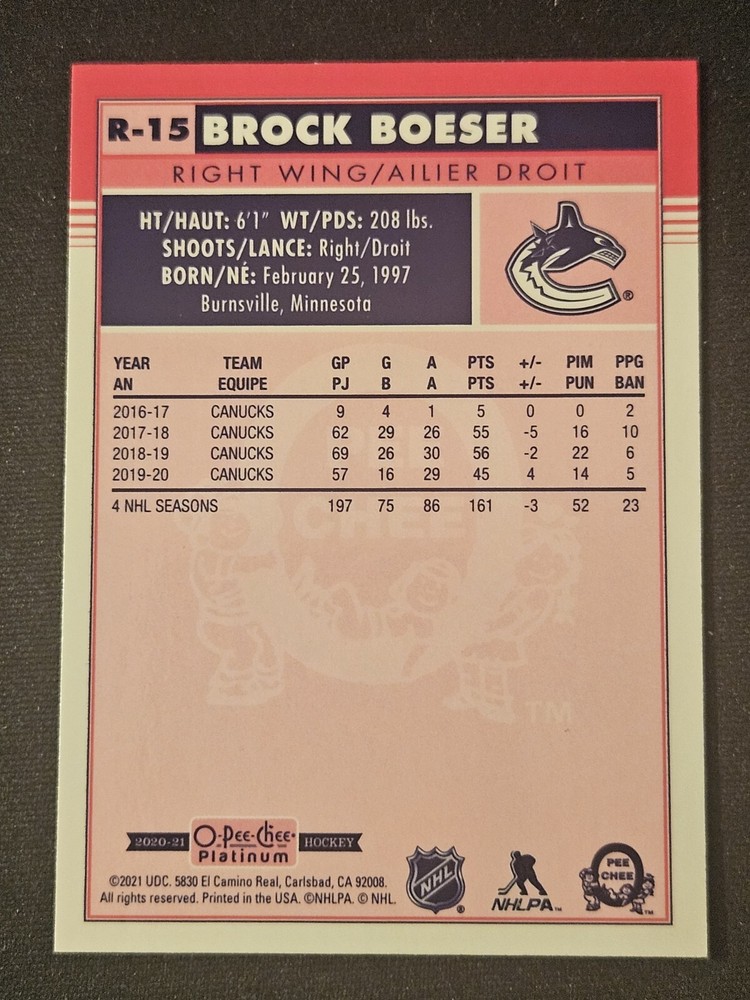 R-15 BROCK BOESER
RIGHT WING/AILIER DROIT
HT/HAUT: 6'1" WT/PDS: 208 lbs.
SHOOTS/LANCE: Right/Droit
BORN/NÉ: February 25, 1997
Burnsville, Minnesota
®
YEAR TEAM GP G A PTS +/- PIM PPG
AN EQUIPE PJ B A PTS +/- PUN BAN
2016-17 CANUCKS 9 4 1 5 0 0 2
2017-18 CANUCKS 62 29 26 55 -5 16 10
2018-19 CANUCKS 69 26 30 56 -2 22 6
2019-20 CANUCKS 57 16 29 45 4 14 5
4 NHL SEASONS 197 75 86 161 -3 52 23
PEE
CHEE
TM
2020-21 O-Pee-Chee HOCKEY
Platinum
©2021 UDC. 5830 El Camino Real, Carlsbad, CA 92008.
All rights reserved. Printed in the USA. ©NHLPA. © NHL.
NHL ®
NHLPA™
PEE
CHEE
TM